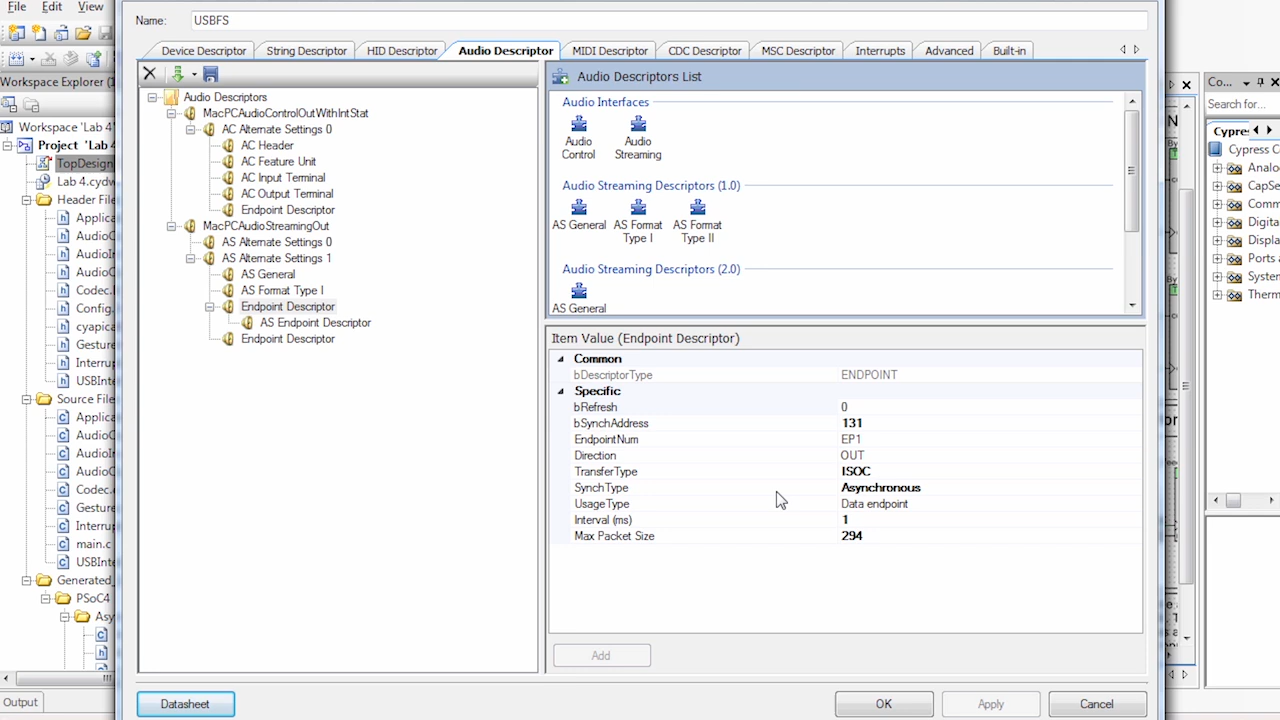 File Edit View
Name: USBFS
Device Descriptor String Descriptor HID Descriptor Audio Descriptor MIDI Descriptor CDC Descriptor MSC Descriptor Interrupts Advanced Built-in
Workspace Explorer (1
Workspace 'Lab 4'
Project 'Lab 4
TopDesign
Lab 4.cydw
Header File
Applica
AudioC
AudioIn
AudioC
Codec.l
Config.
cyapica
Gesture
Interru
USBInte
Source File
Applica
AudioC
AudioIn
AudioC
Codec.c
Gesture
Interru
main.c
USBInte
Generated_
PSoC4
Asy
Output
Audio Descriptors
MacPCAudioControlOutWithIntStat
AC Alternate Settings 0
AC Header
AC Feature Unit
AC Input Terminal
AC Output Terminal
Endpoint Descriptor
MacPCAudioStreamingOut
AS Alternate Settings 0
AS Alternate Settings 1
AS General
AS Format Type I
Endpoint Descriptor
AS Endpoint Descriptor
Endpoint Descriptor
Audio Descriptors List
Audio Interfaces
Audio Control
Audio Streaming
Audio Streaming Descriptors (1.0)
AS General
AS Format Type I
AS Format Type II
Audio Streaming Descriptors (2.0)
AS General
Item Value (Endpoint Descriptor)
Common
bDescriptorType ENDPOINT
Specific
bRefresh 0
bSynchAddress 131
EndpointNum EP1
Direction OUT
TransferType ISOC
SynchType Asynchronous
UsageType Data endpoint
Interval (ms) 1
Max Packet Size 294
Add
Datasheet OK Apply Cancel
Co...
Search for...
Cypres
Cypress C
Analo
CapSe
Comm
Digita
Displa
Ports a
System
Therm